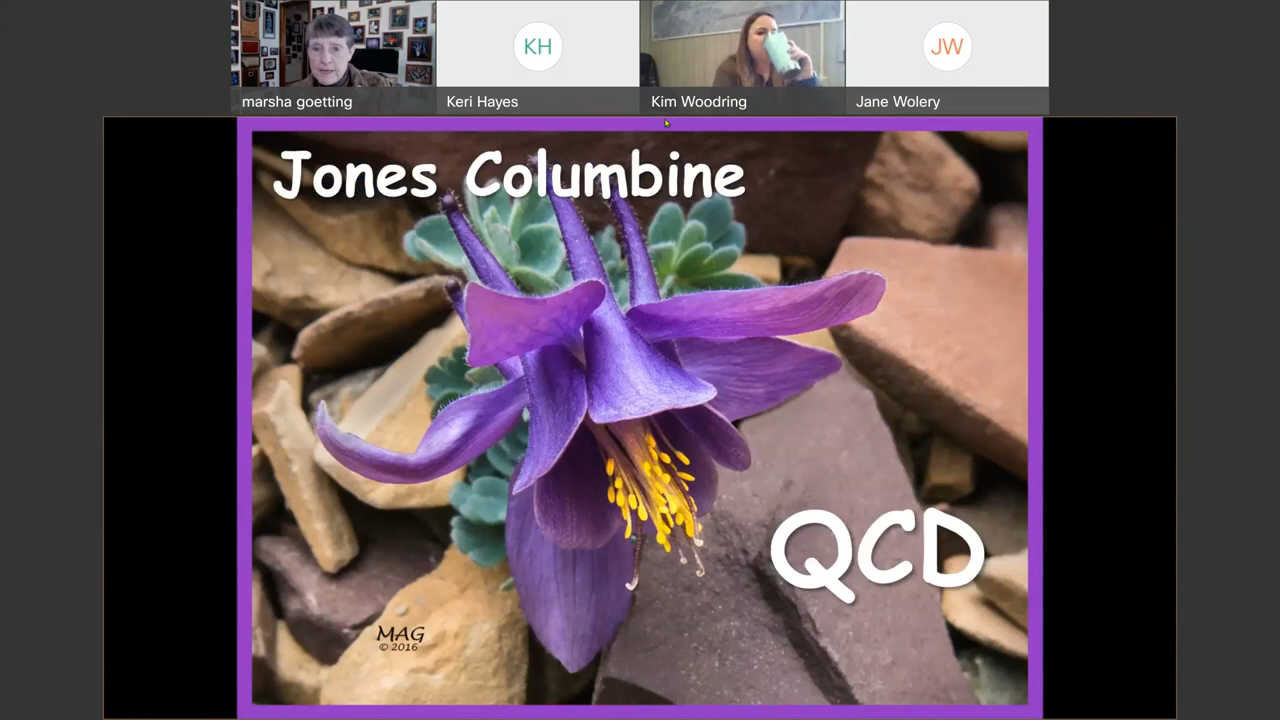 KH
JW
marsha goetting
Keri Hayes
Kim Woodring
Jane Wolery
Jones Columbine
QCD
MAG
© 2016